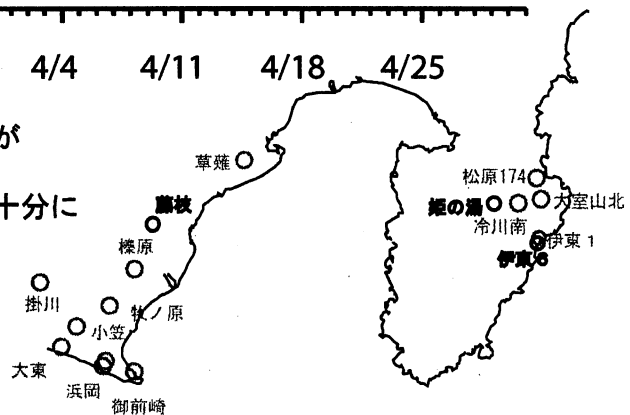 4/4 4/11 4/18 4/25
が
十分に
草薙
藤枝
榛原
掛川
牧ノ原
小笠
大東
浜岡
御前崎
松原174
姫の湯
大室山北
冷川南
伊東1
伊東6